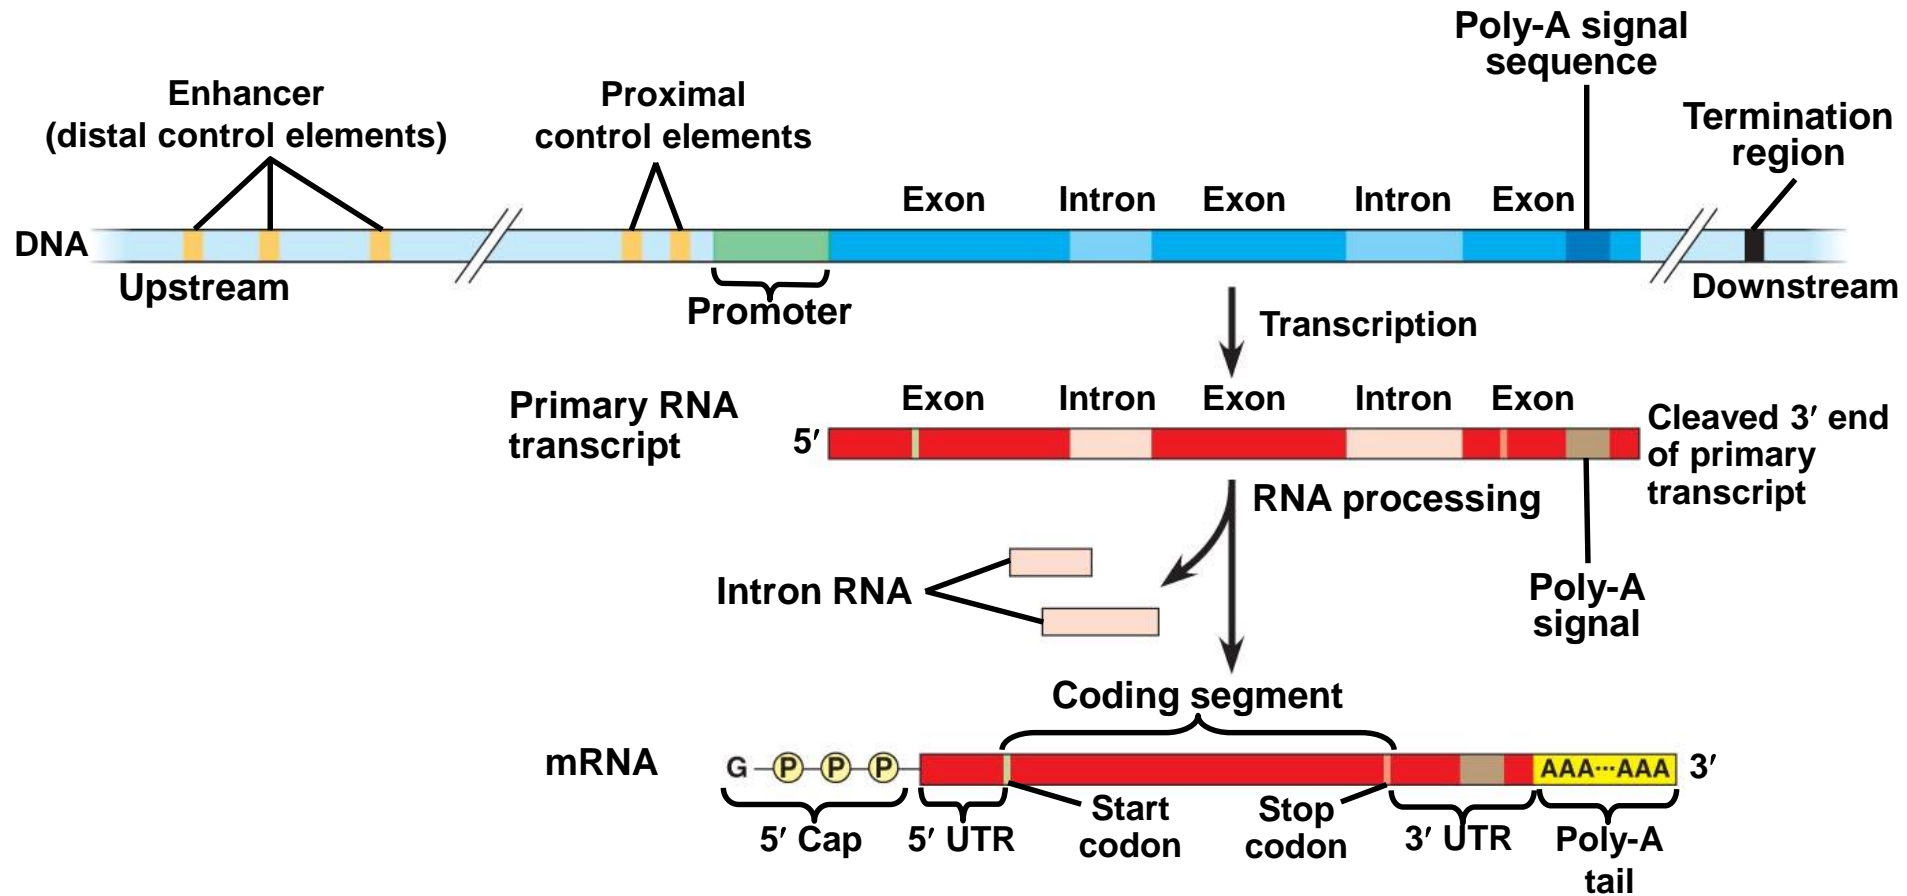 Poly-A signal
sequence
Enhancer
(distal control elements)
Proximal
control elements
Termination
region
Exon Intron Exon Intron Exon
DNA
Upstream
Downstream
Promoter
Transcription
Exon Intron Exon Intron Exon
Primary RNA
transcript
5′
Cleaved 3′ end
of primary
transcript
RNA processing
Intron RNA
Poly-A
signal
Coding segment
mRNA
G P P P
AAA···AAA 3′
5′ Cap
5′ UTR
Start
codon
Stop
codon
3′ UTR
Poly-A
tail